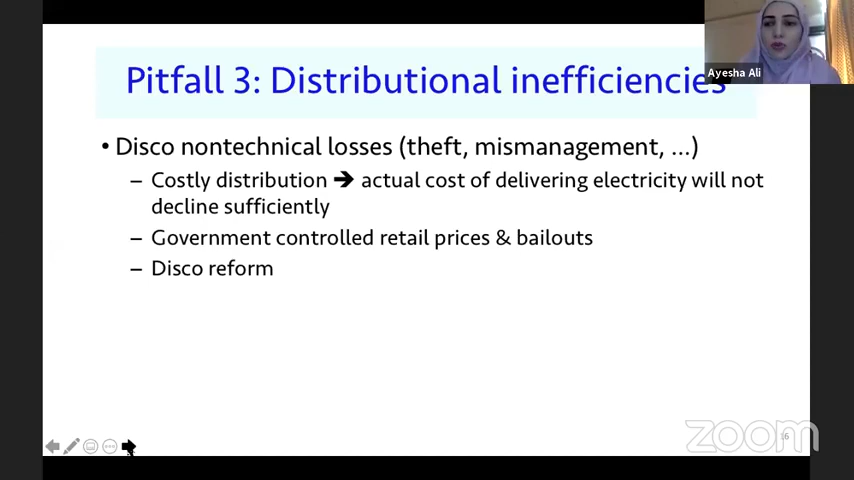 Pitfall 3: Distributional inefficiencies
Ayesha Ali
• Disco nontechnical losses (theft, mismanagement, ...)
– Costly distribution ➔ actual cost of delivering electricity will not
decline sufficiently
– Government controlled retail prices & bailouts
– Disco reform
zoom
16